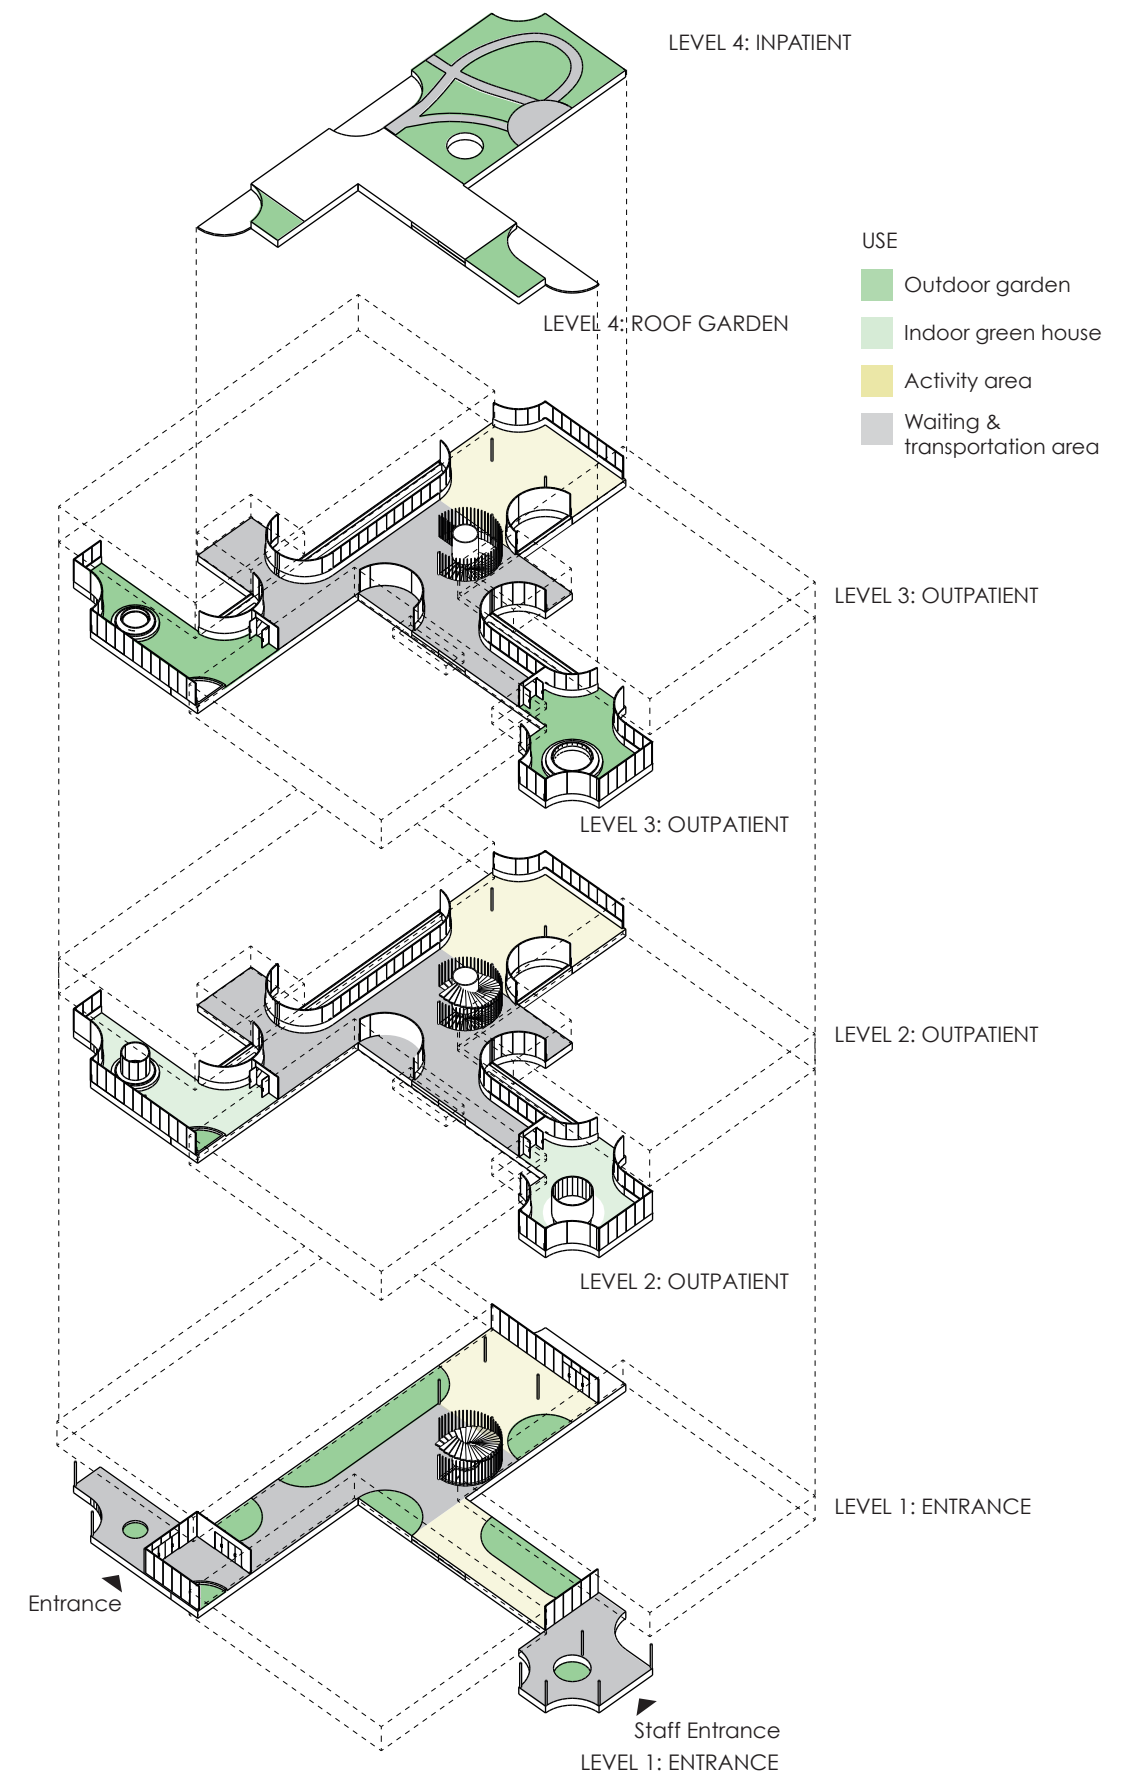 LEVEL 4: INPATIENT
USE
Outdoor garden
Indoor green house
Activity area
Waiting &
transportation area
LEVEL 4: ROOF GARDEN
LEVEL 3: OUTPATIENT
LEVEL 3: OUTPATIENT
LEVEL 2: OUTPATIENT
LEVEL 2: OUTPATIENT
LEVEL 1: ENTRANCE
Entrance
Staff Entrance
LEVEL 1: ENTRANCE